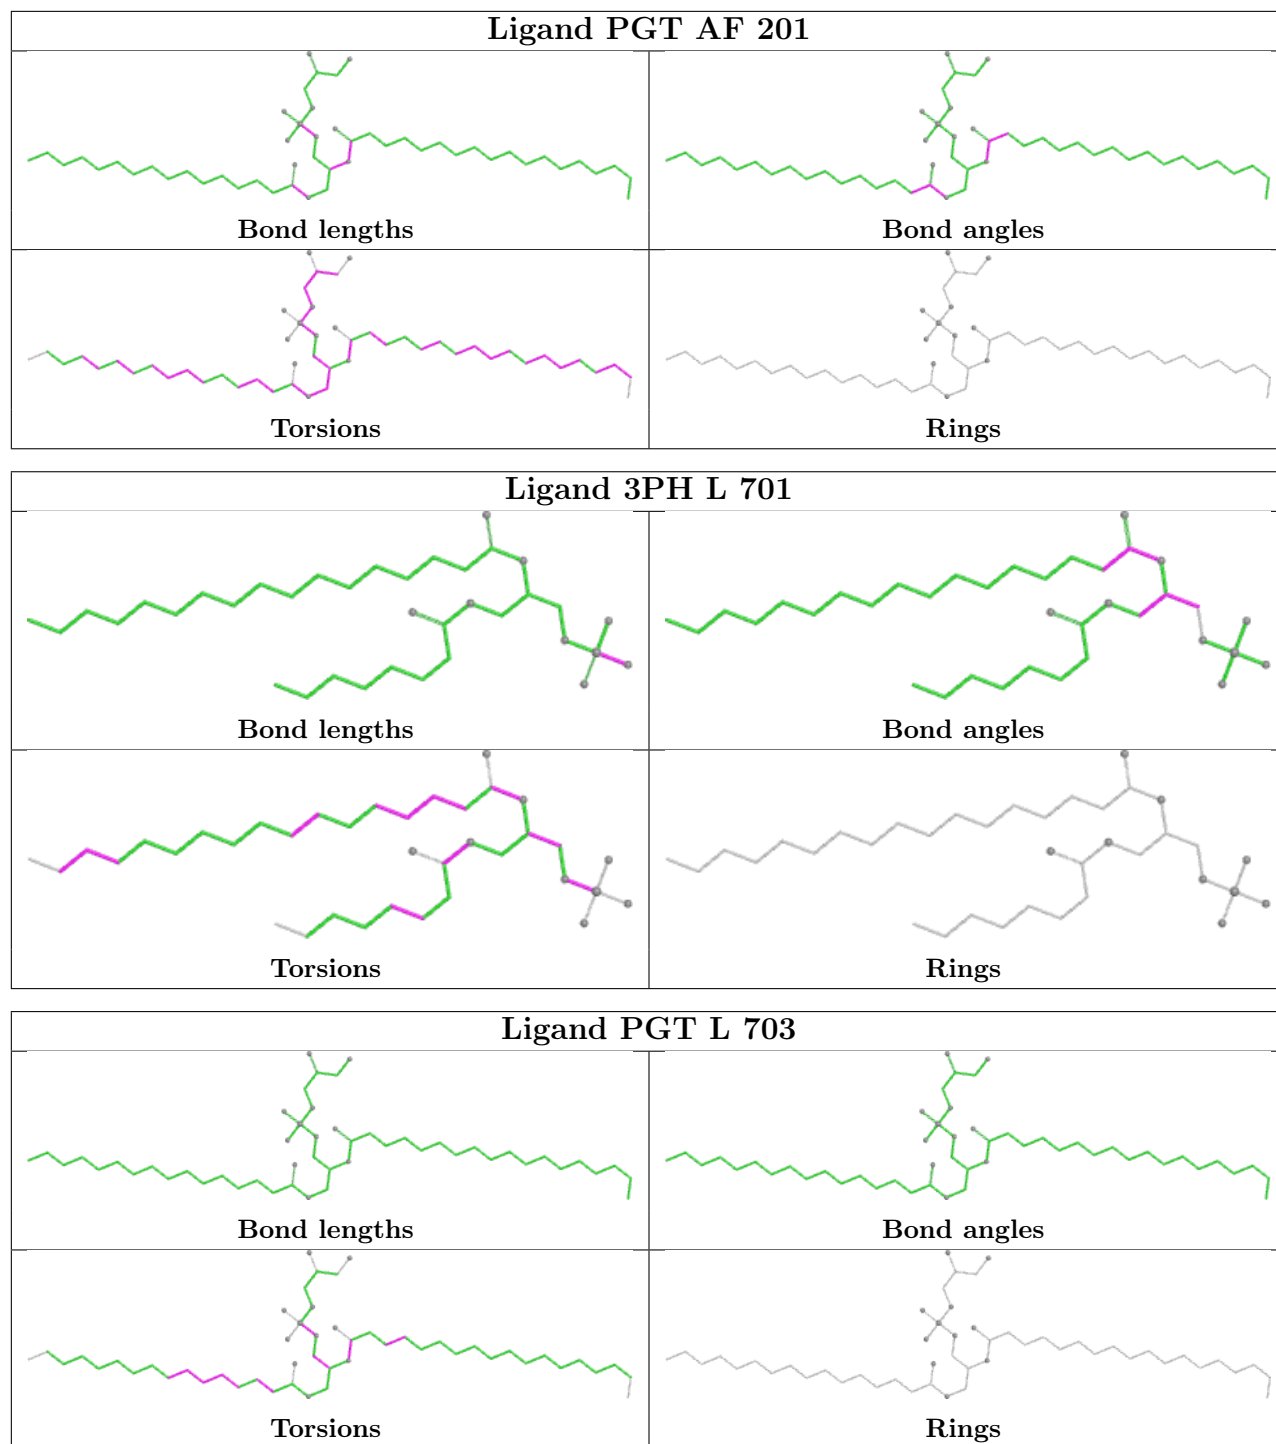 Ligand PGT AF 201
Bond lengths
Bond angles
Torsions
Rings
Ligand 3PH L 701
Bond lengths
Bond angles
Torsions
Rings
Ligand PGT L 703
Bond lengths
Bond angles
Torsions
Rings